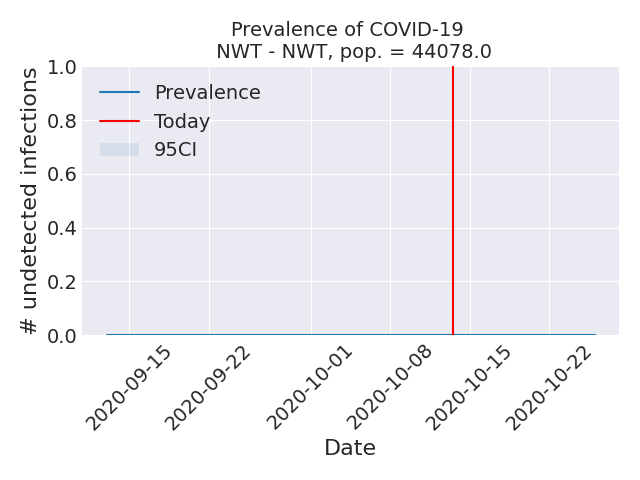 Prevalence of COVID-19
NWT - NWT, pop. = 44078.0
# undetected infections
1.0
0.8
0.6
0.4
0.2
0.0
Prevalence
Today
95CI
2020-09-15
2020-09-22
2020-10-01
2020-10-08
2020-10-15
2020-10-22
Date